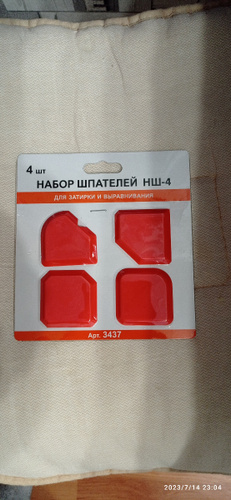 4 шт
НАБОР ШПАТЕЛЕЙ НШ-4
ДЛЯ ЗАТИРКИ И ВЫРАВНИВАНИЯ
Арт. 3437
2023/7/14 23:04